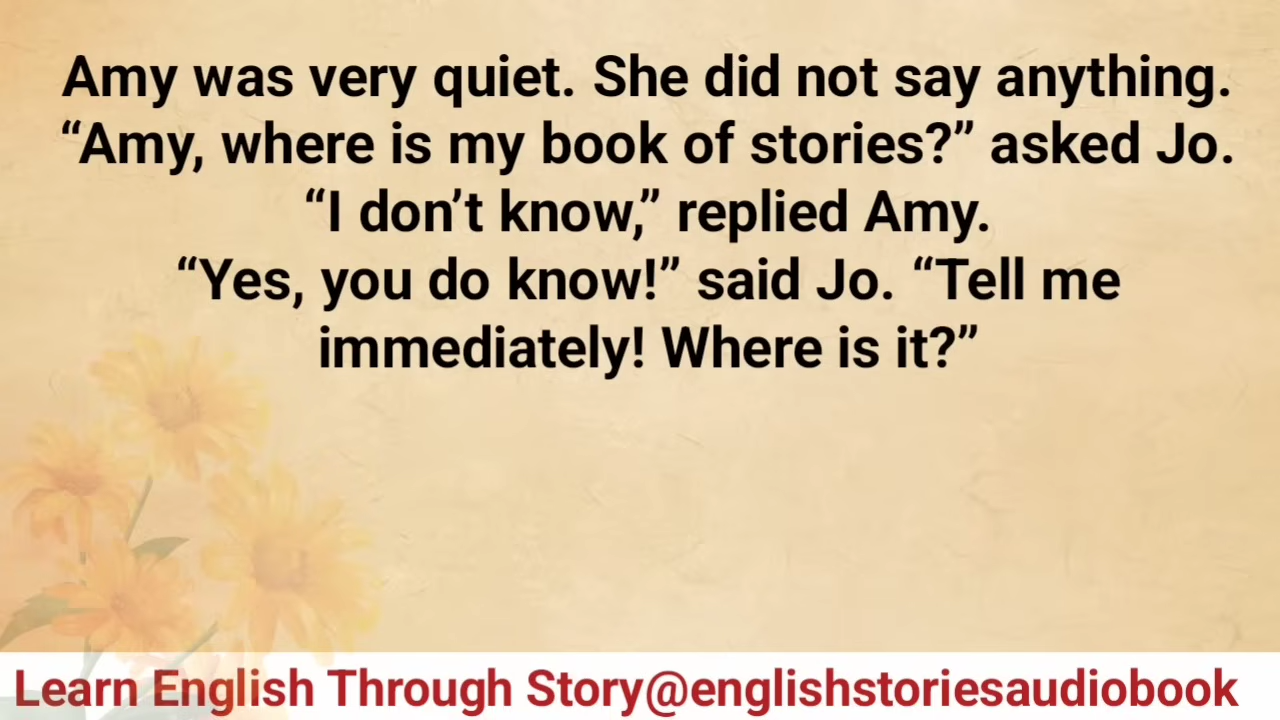 Amy was very quiet. She did not say anything.
“Amy, where is my book of stories?” asked Jo.
“I don’t know,” replied Amy.
“Yes, you do know!” said Jo. “Tell me
immediately! Where is it?”
Learn English Through Story@englishstoriesaudiobook